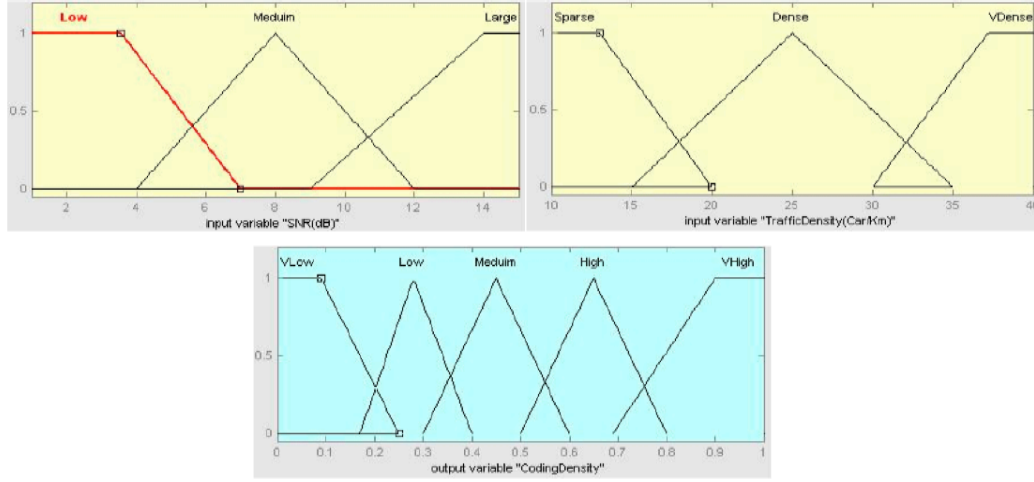 Low Meduim Large
1
0.5
0
2 4 6 8 10 12 14
input variable "SNR(dB)"
Sparse Dense VDense
1
0.5
0
10 15 20 25 30 35 40
input variable "TrafficDensity(Car/Km)"
VLow Low Meduim High VHigh
1
0.5
0
0 0.1 0.2 0.3 0.4 0.5 0.6 0.7 0.8 0.9 1
output variable "CodingDensity"